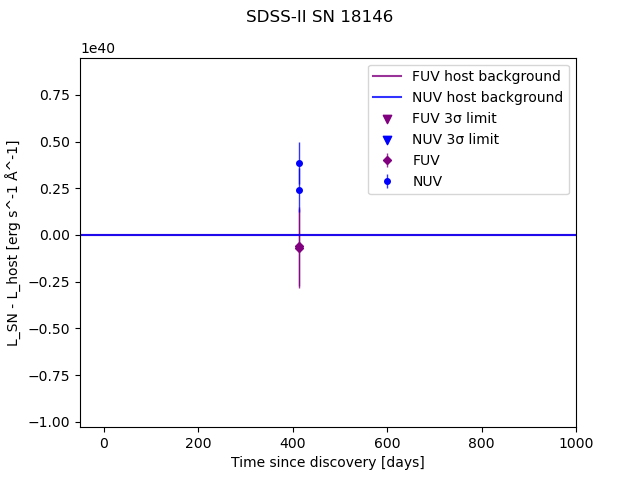 SDSS-II SN 18146
1e40
FUV host background
NUV host background
FUV 3σ limit
NUV 3σ limit
FUV
NUV
0.75
0.50
0.25
0.00
−0.25
−0.50
−0.75
−1.00
L_SN - L_host [erg s^-1 Å^-1]
0
200
400
600
800
1000
Time since discovery [days]